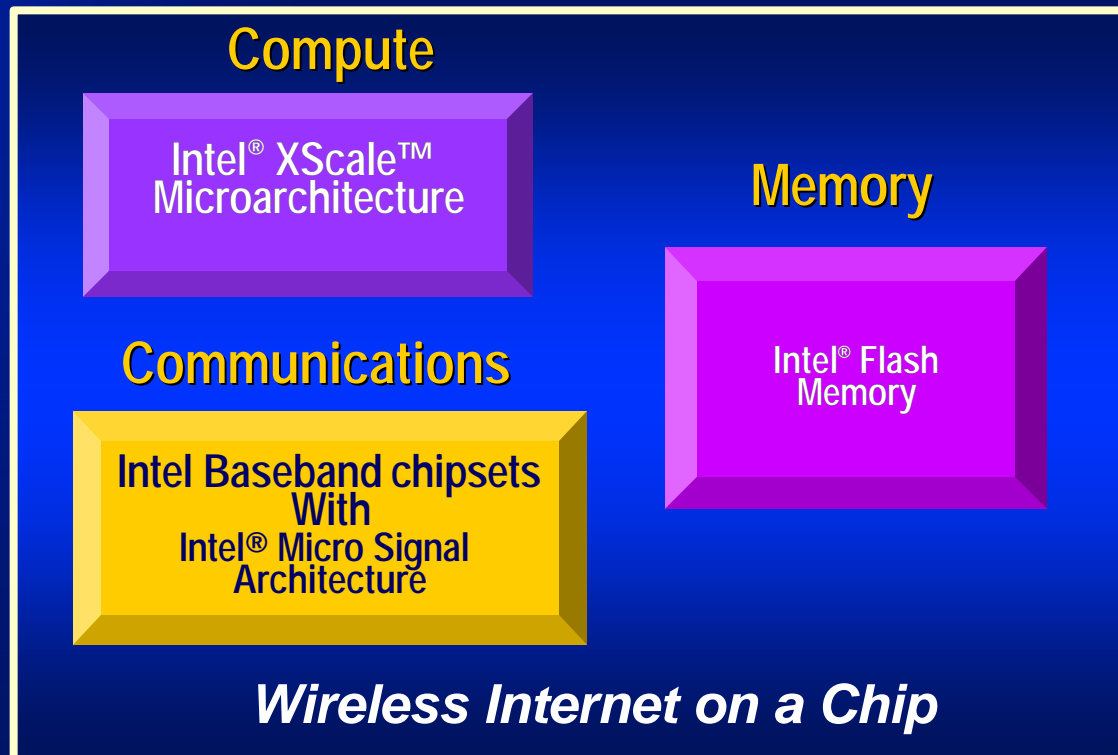 Compute
Intel® XScale™
Microarchitecture
Memory
Intel® Flash
Memory
Communications
Intel Baseband chipsets
With
Intel® Micro Signal
Architecture
Wireless Internet on a Chip